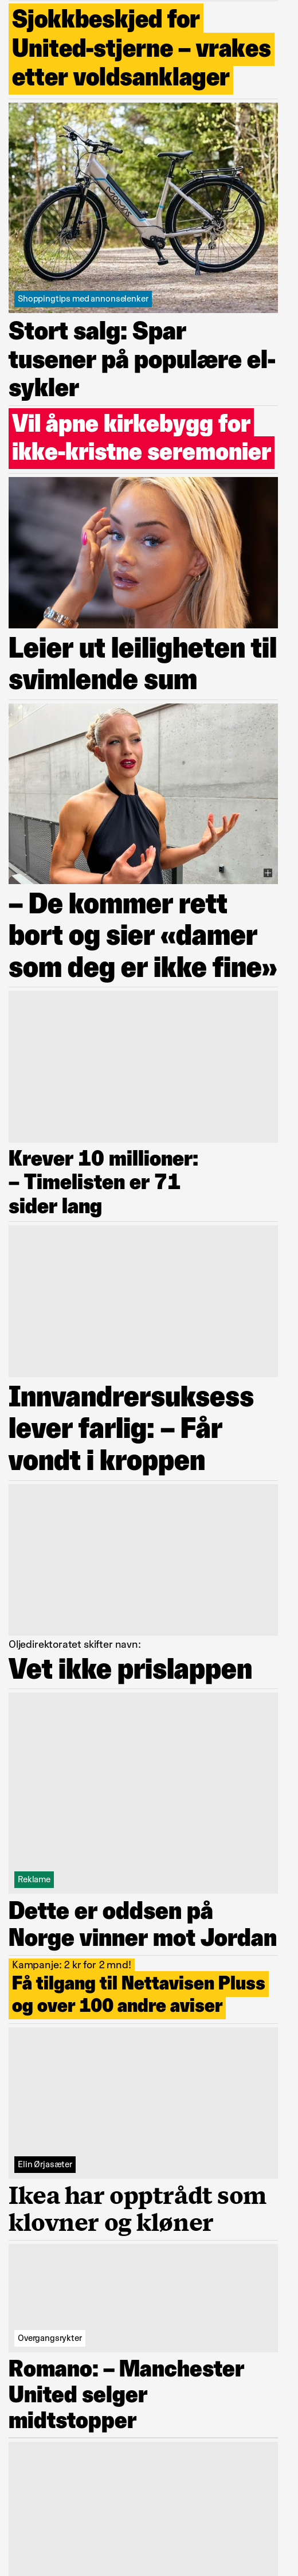 Sjokkbeskjed for
United-stjerne – vrakes
etter voldsanklager
MOMAS
Shoppingtips med annonselenker
Stort salg: Spar
tusener på populære el-
sykler
Vil åpne kirkebygg for
ikke-kristne seremonier
Leier ut leiligheten til
svimlende sum
– De kommer rett
bort og sier «damer
som deg er ikke fine»
Krever 10 millioner:
– Timelisten er 71
sider lang
Innvandrersuksess
lever farlig: – Får
vondt i kroppen
Oljedirektoratet skifter navn:
Vet ikke prislappen
Reklame
Dette er oddsen på
Norge vinner mot Jordan
Kampanje: 2 kr for 2 mnd!
Få tilgang til Nettavisen Pluss
og over 100 andre aviser
Elin Ørjasæter
Ikea har opptrådt som
klovner og kløner
Overgangsrykter
Romano: – Manchester
United selger
midtstopper